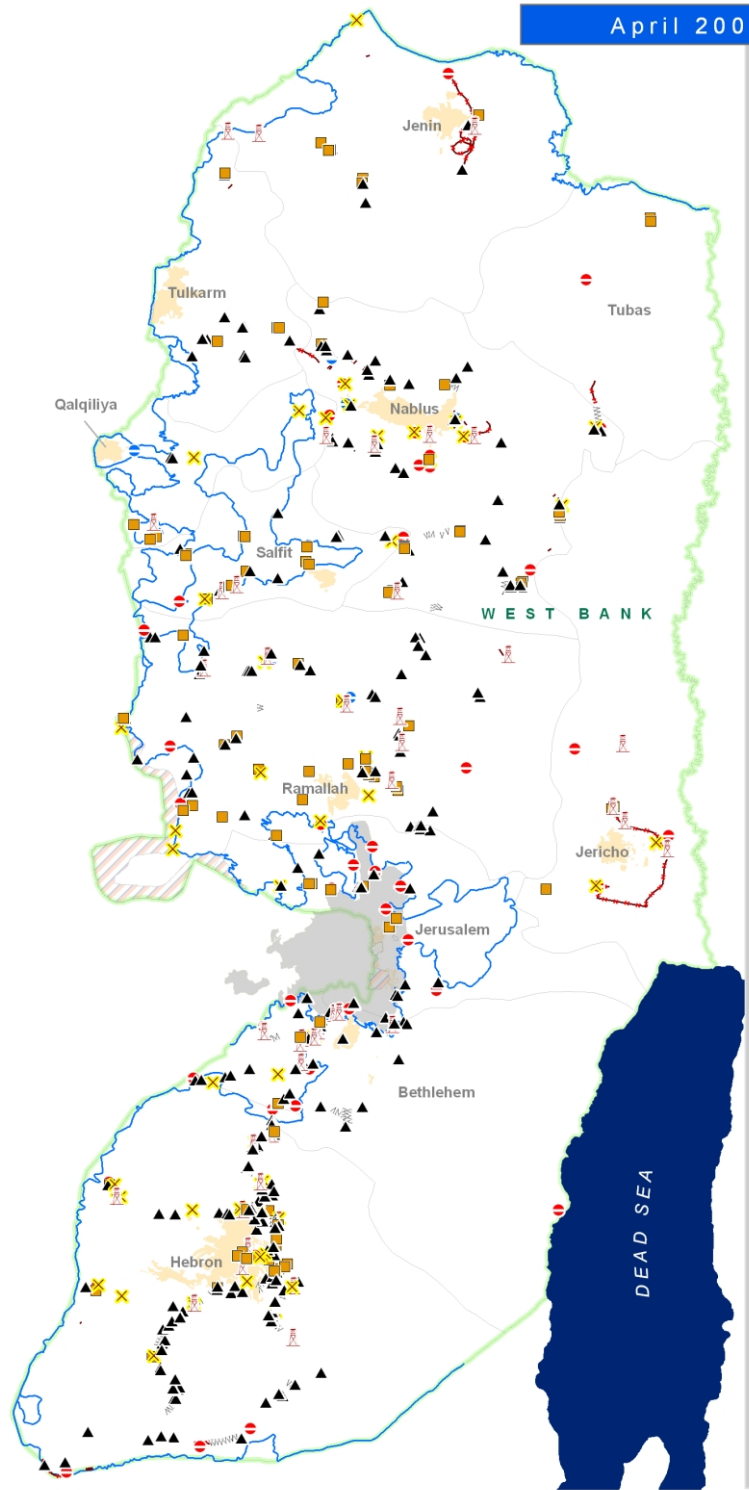 April 200
Jenin
Tulkarm
Tubas
Qalqiliya
Nablus
Salfit
WEST BANK
Ramallah
Jericho
Jerusalem
Bethlehem
Hebron
DEAD SEA